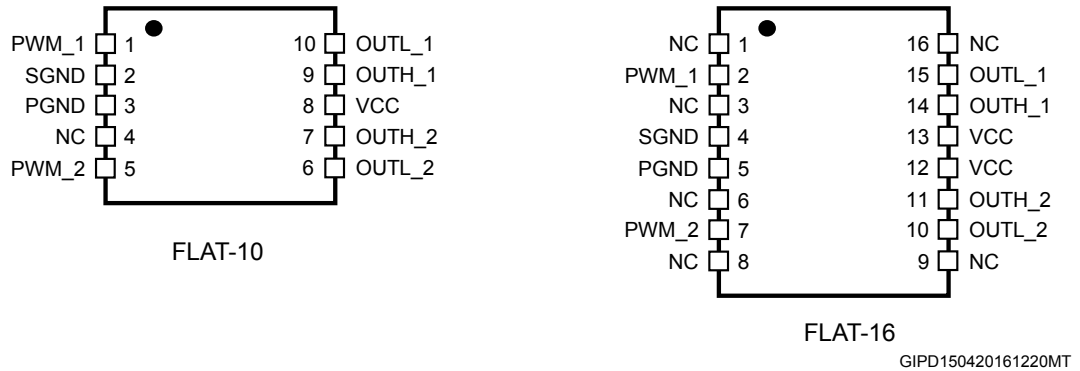 PWM_1 1 10 OUTL_1
SGND 2 9 OUTH_1
PGND 3 8 VCC
NC 4 7 OUTH_2
PWM_2 5 6 OUTL_2
FLAT-10
NC 1 16 NC
PWM_1 2 15 OUTL_1
NC 3 14 OUTH_1
SGND 4 13 VCC
PGND 5 12 VCC
NC 6 11 OUTH_2
PWM_2 7 10 OUTL_2
NC 8 9 NC
FLAT-16
GIPD150420161220MT